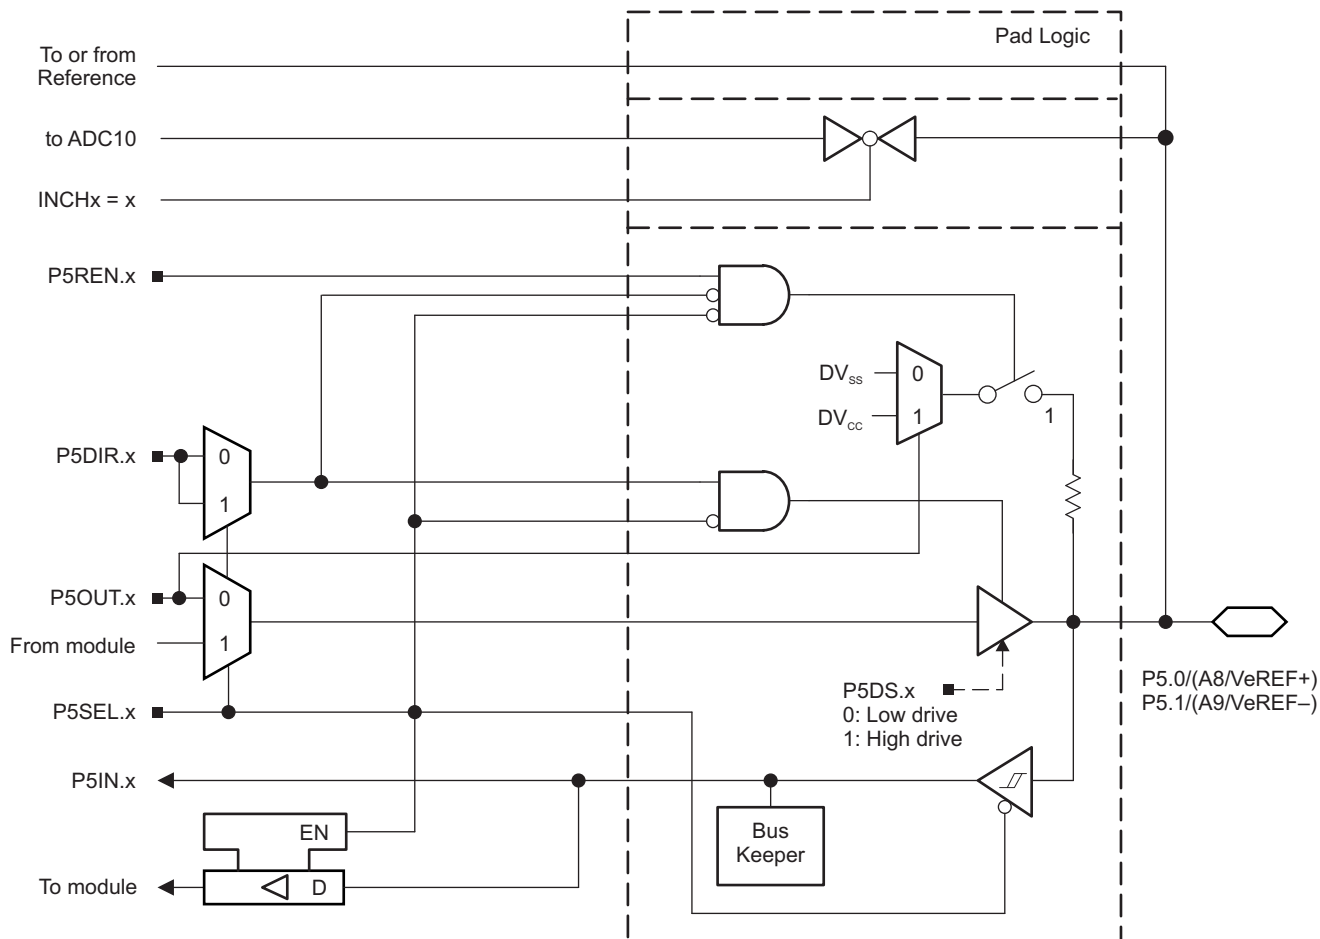 Pad Logic
To or from
Reference
to ADC10
INCHx = x
P5REN.x
DVSS
0
DVCC
1
1
P5DIR.x
0
1
P5OUT.x
0
From module
1
P5DS.x
0: Low drive
1: High drive
P5.0/(A8/VeREF+)
P5.1/(A9/VeREF–)
P5SEL.x
P5IN.x
EN
Bus
Keeper
To module
D